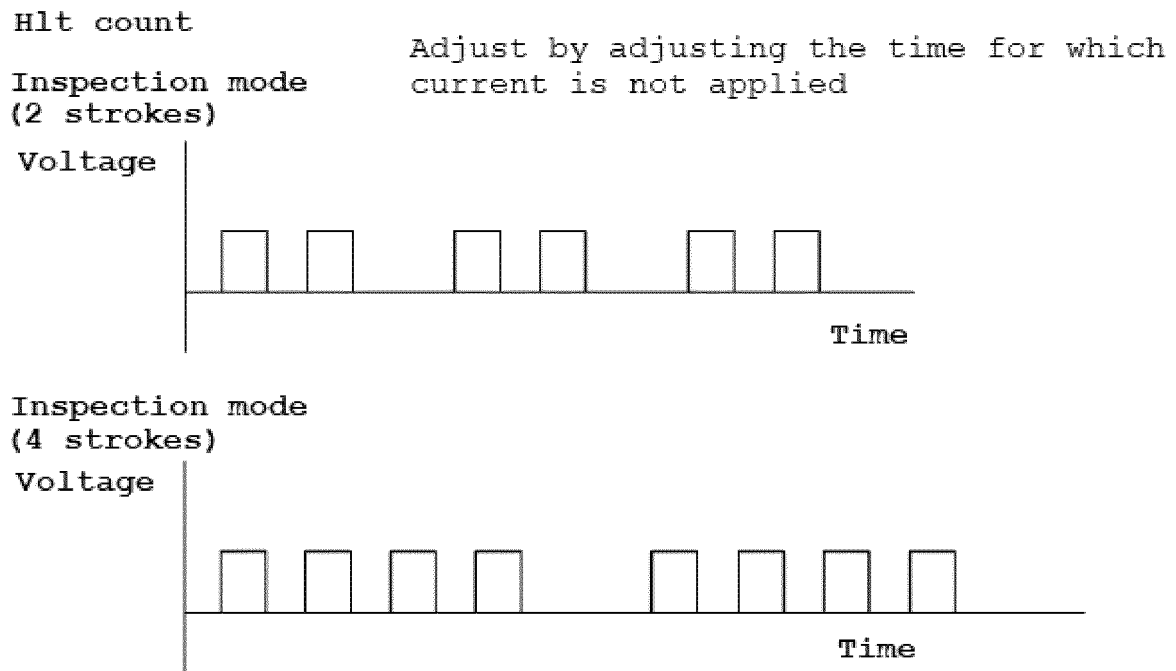 Hlt count
Adjust by adjusting the time for which
current is not applied
Inspection mode
(2 strokes)
Voltage
Time
Inspection mode
(4 strokes)
Voltage
Time